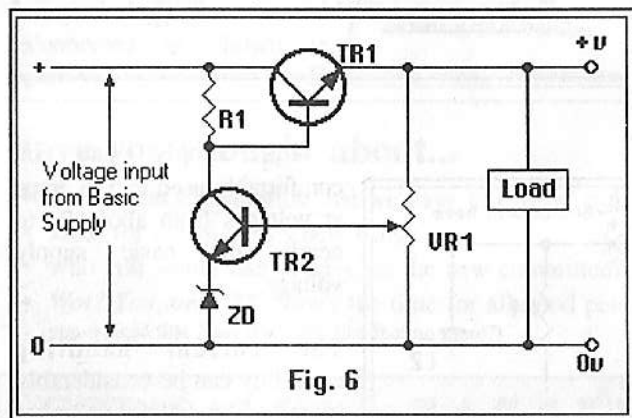 TR1
+v
+
R1
Voltage input
from Basic
Supply
Load
VR1
TR2
ZD
0
0v
Fig. 6